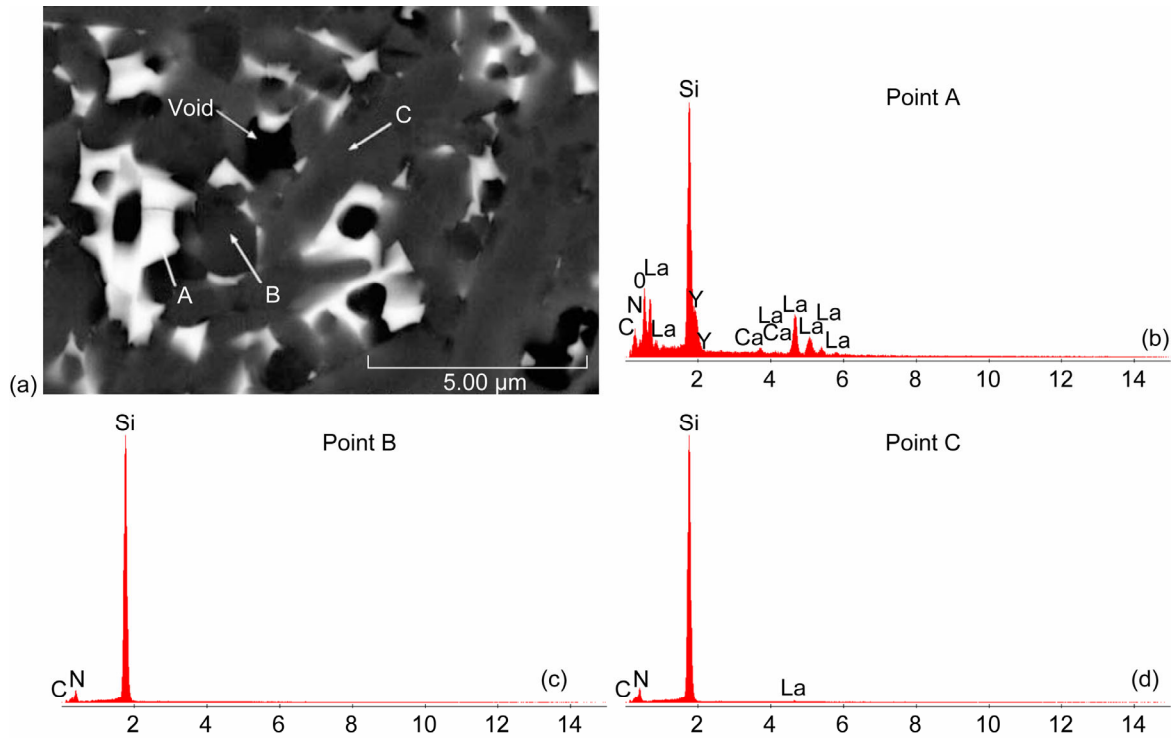 Void
C
A
B
5.00 µm
(a)
Si
Point A
0
La
N
C
La
Y
Y
La
Ca
Ca
La
La
La
La
(b)
2 4 6 8 10 12 14
Si
Point B
C N
(c)
2 4 6 8 10 12 14
Si
Point C
C N
La
(d)
2 4 6 8 10 12 14